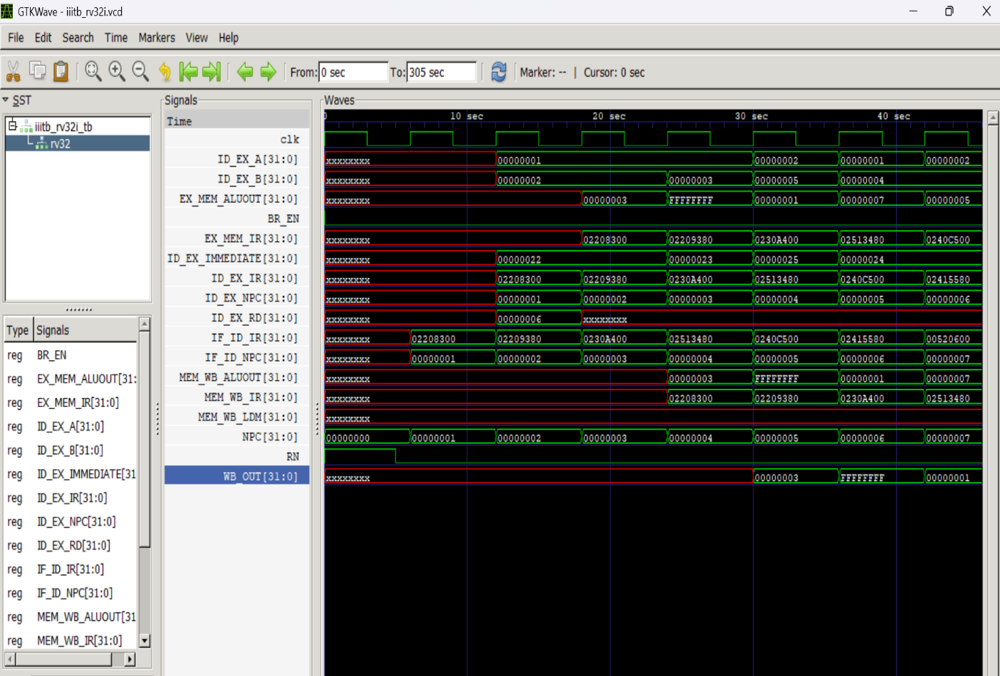 GTKWave - iiitb_rv32i.vcd
File Edit Search Time Markers View Help
From: 0 sec To: 305 sec Marker: -- | Cursor: 0 sec
SST
iiitb_rv32i_tb
rv32
Type Signals
reg BR_EN
reg EX_MEM_ALUOUT[31:
reg EX_MEM_IR[31:0]
reg ID_EX_A[31:0]
reg ID_EX_B[31:0]
reg ID_EX_IMMEDIATE[31
reg ID_EX_IR[31:0]
reg ID_EX_NPC[31:0]
reg ID_EX_RD[31:0]
reg IF_ID_IR[31:0]
reg IF_ID_NPC[31:0]
reg MEM_WB_ALUOUT[31
reg MEM_WB_IR[31:0]
Signals
Time
clk
ID_EX_A[31:0]
ID_EX_B[31:0]
EX_MEM_ALUOUT[31:0]
BR_EN
EX_MEM_IR[31:0]
ID_EX_IMMEDIATE[31:0]
ID_EX_IR[31:0]
ID_EX_NPC[31:0]
ID_EX_RD[31:0]
IF_ID_IR[31:0]
IF_ID_NPC[31:0]
MEM_WB_ALUOUT[31:0]
MEM_WB_IR[31:0]
MEM_WB_LDM[31:0]
NPC[31:0]
RN
WB_OUT[31:0]
Waves
0 10 sec 20 sec 30 sec 40 sec
xxxxxxxx 00000001 00000002 00000001 00000002
xxxxxxxx 00000002 00000003 00000005 00000004
xxxxxxxx 00000003 FFFFFFFF 00000001 00000007 00000005
xxxxxxxx 02208300 02209380 0230A400 02513480 0240C500
xxxxxxxx 00000022 00000023 00000025 00000024
xxxxxxxx 02208300 02209380 0230A400 02513480 0240C500 02415580
xxxxxxxx 00000001 00000002 00000003 00000004 00000005 00000006
xxxxxxxx 00000006 xxxxxxxx
xxxxxxxx 02208300 02209380 0230A400 02513480 0240C500 02415580 00520600
xxxxxxxx 00000001 00000002 00000003 00000004 00000005 00000006 00000007
xxxxxxxx 00000003 FFFFFFFF 00000001 00000007
xxxxxxxx 02208300 02209380 0230A400 02513480
xxxxxxxx
00000000 00000001 00000002 00000003 00000004 00000005 00000006 00000007
xxxxxxxx 00000003 FFFFFFFF 00000001